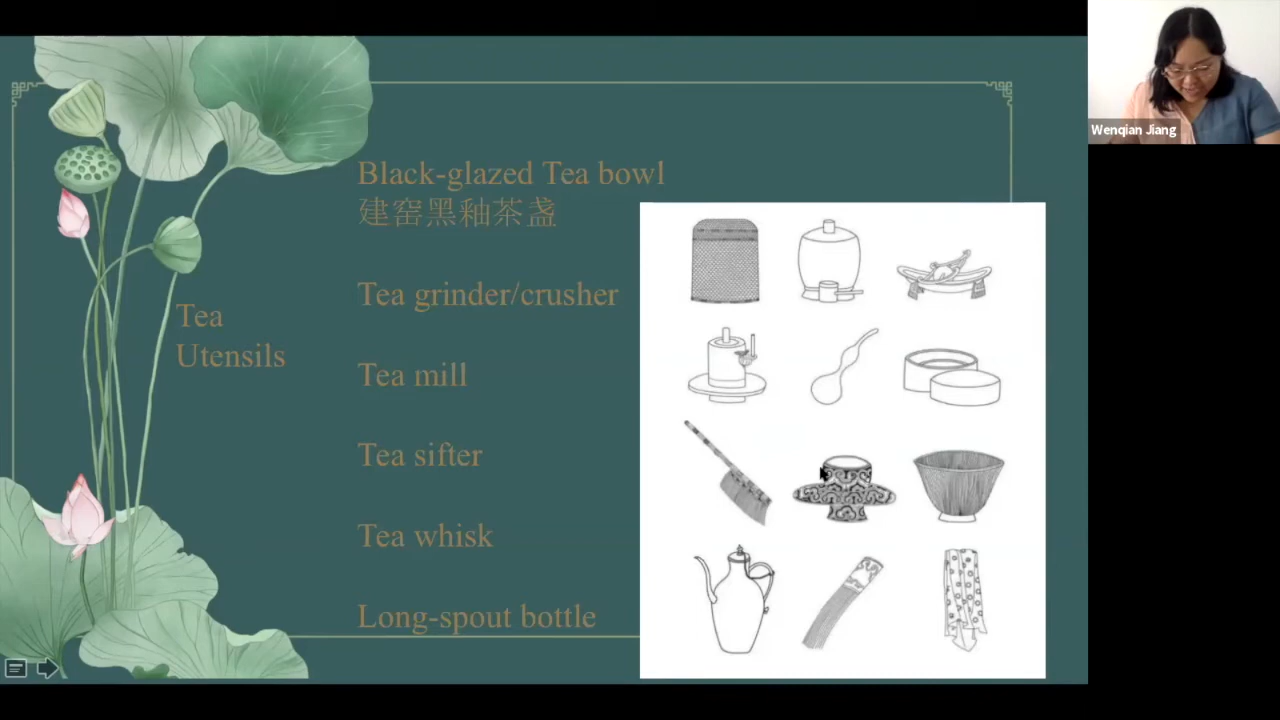 Tea
Utensils
Black-glazed Tea bowl
建窑黑釉茶盏
Tea grinder/crusher
Tea mill
Tea sifter
Tea whisk
Long-spout bottle
Wenqian Jiang